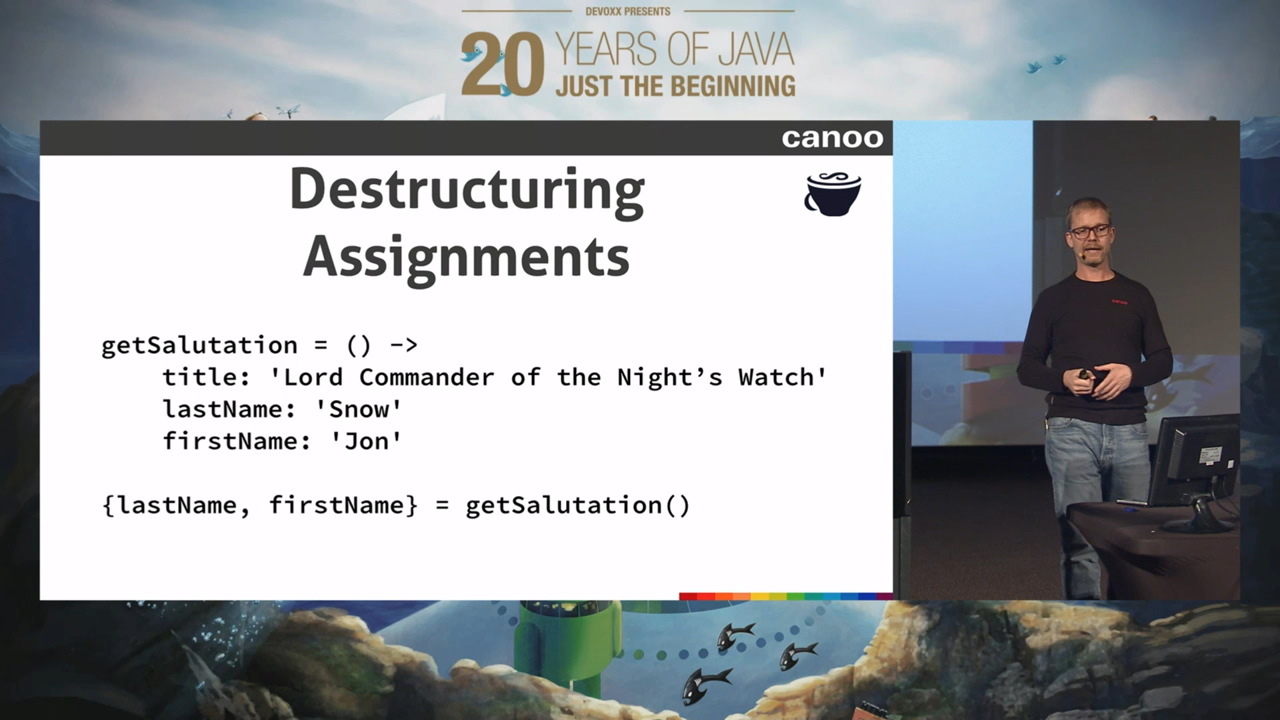 DEVOXX PRESENTS
20 YEARS OF JAVA
JUST THE BEGINNING
canoo
Destructuring
Assignments
getSalutation = () ->
title: 'Lord Commander of the Night’s Watch'
lastName: 'Snow'
firstName: 'Jon'
{lastName, firstName} = getSalutation()
canoo